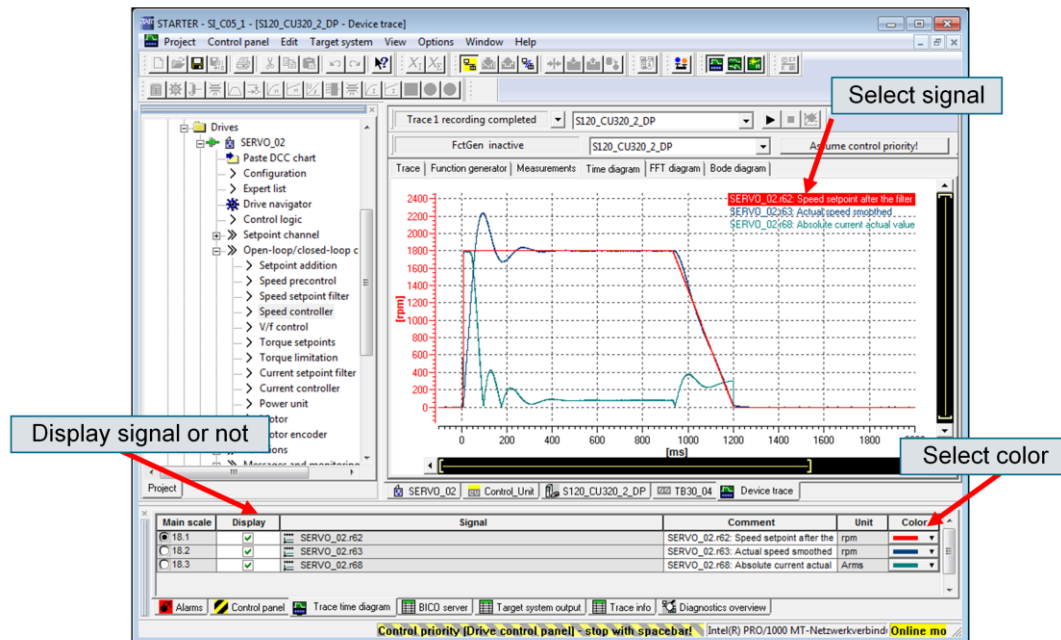 STARTER - SI_C05_1 - [S120_CU320_2_DP - Device trace]
Project Control panel Edit Target system View Options Window Help
Select signal
Drives
SERVO_02
Paste DCC chart
Configuration
Expert list
Drive navigator
Control logic
Setpoint channel
Open-loop/closed-loop c
Setpoint addition
Speed precontrol
Speed setpoint filter
Speed controller
V/f control
Torque setpoints
Torque limitation
Current setpoint filter
Current controller
Power unit
otor
otor encoder
ions
Messages and monitoring
Project
Trace 1 recording completed S120_CU320_2_DP
FctGen inactive S120_CU320_2_DP Assume control priority!
Trace Function generator Measurements Time diagram FFT diagram Bode diagram
SERVO_02.r62: Speed setpoint after the filter
SERVO_02.r63: Actual speed smoothed
SERVO_02.r68: Absolute current actual value
2400
2200
2000
1800
1600
1400
1200
1000
800
600
400
200
0
[rpm]
0 200 400 600 800 1000 1200 1400 1600 1800
[ms]
Display signal or not
Select color
SERVO_02 Control_Unit S120_CU320_2_DP TB30_04 Device trace
Main scale Display Signal Comment Unit Color
18.1 SERVO_02.r62 SERVO_02.r62: Speed setpoint after the rpm
18.2 SERVO_02.r63 SERVO_02.r63: Actual speed smoothed rpm
18.3 SERVO_02.r68 SERVO_02.r68: Absolute current actual Arms
Alarms Control panel Trace time diagram BICO server Target system output Trace info Diagnostics overview
Control priority [Drive control panel] - stop with spacebar! Intel(R) PRO/1000 MT-Netzwerkverbind Online mo